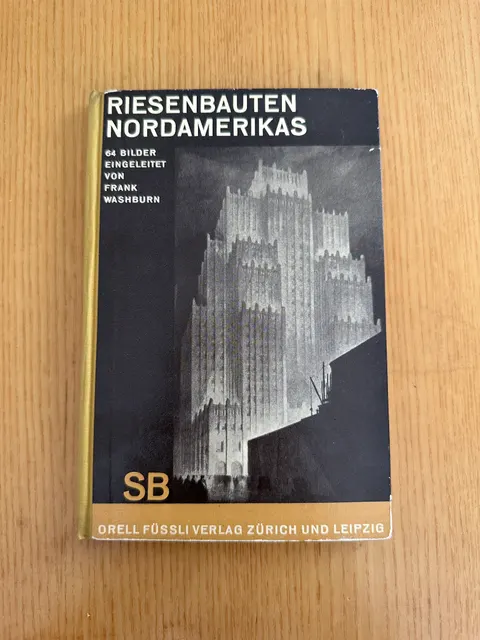 RIESENBAUTEN
NORDAMERIKAS
64 BILDER
EINGELEITET
VON
FRANK
WASHBURN
SB
ORELL FÜSSLI VERLAG ZÜRICH UND LEIPZIG